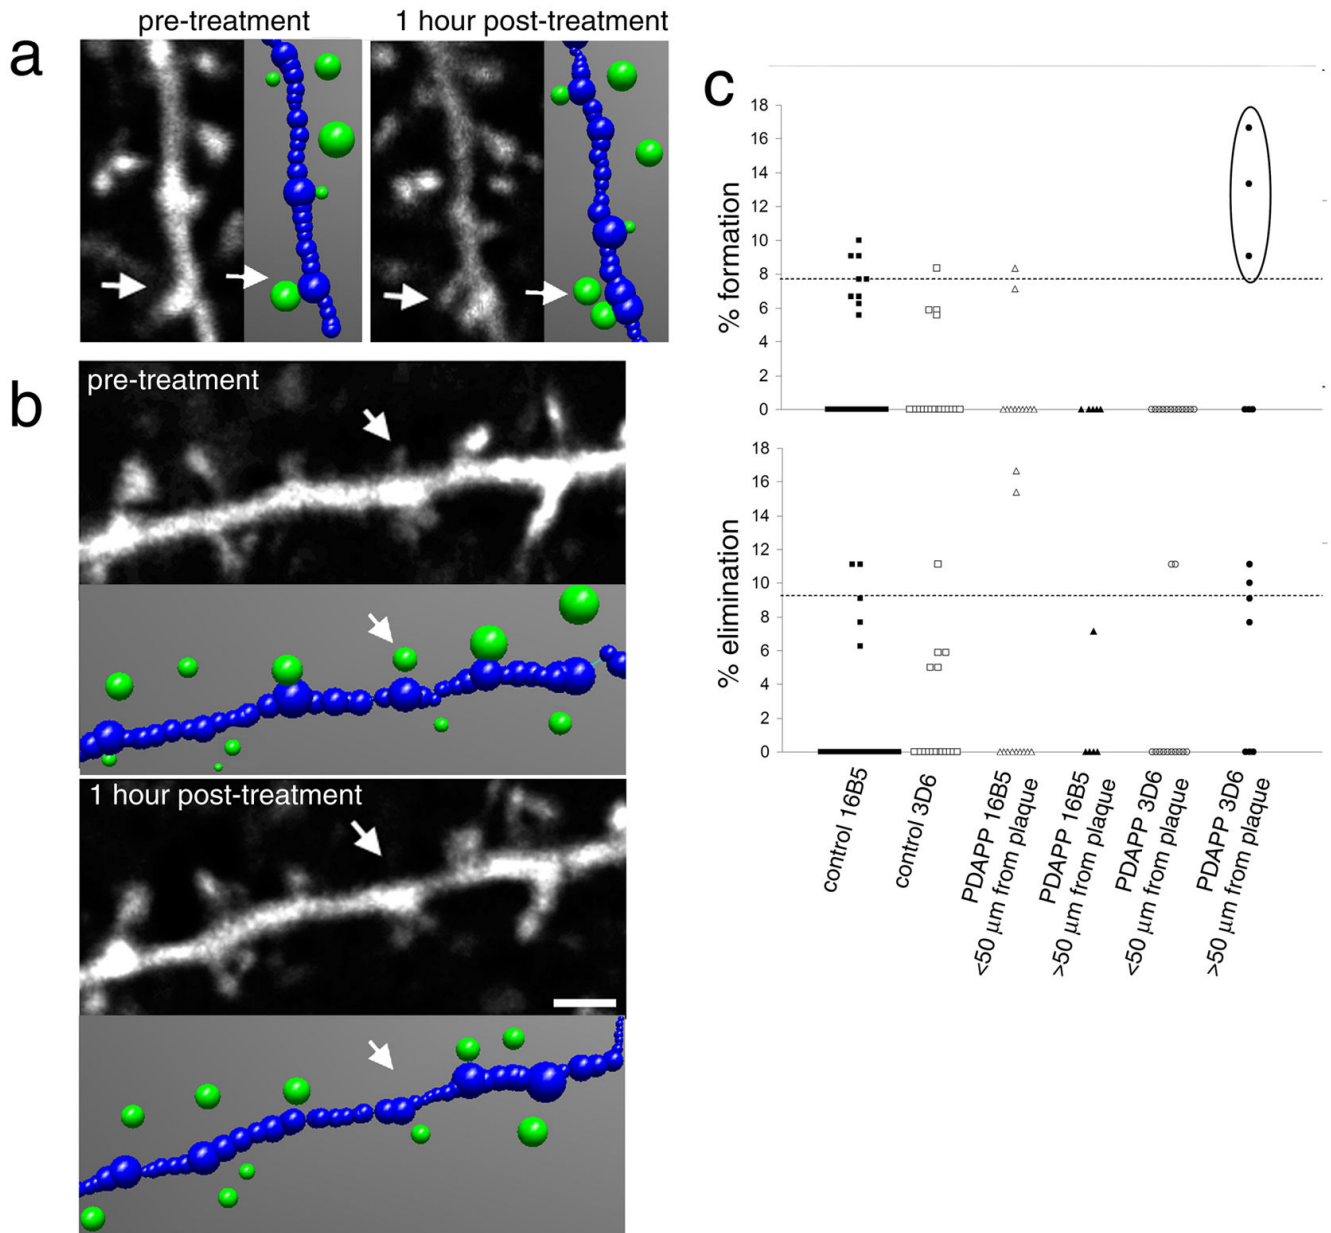 a
pre-treatment
1 hour post-treatment
b
pre-treatment
1 hour post-treatment
c
% formation
18
16
14
12
10
8
6
4
2
0
% elimination
18
16
14
12
10
8
6
4
2
0
control 16B5
control 3D6
PDAPP 16B5
<50 μm from plaque
PDAPP 16B5
>50 μm from plaque
PDAPP 3D6
<50 μm from plaque
PDAPP 3D6
>50 μm from plaque